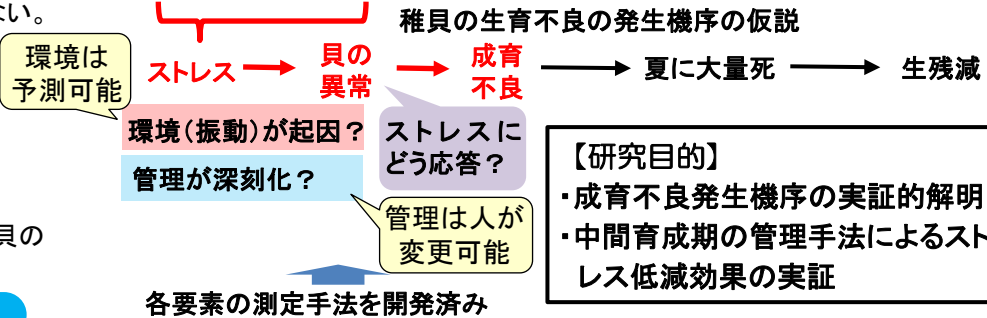 ない。
稚貝の生育不良の発生機序の仮説
環境は
予測可能
ストレス
貝の
異常
成育
不良
夏に大量死
生残減
環境(振動)が起因?
管理が深刻化?
ストレスに
どう応答?
管理は人が
変更可能
貝の
各要素の測定手法を開発済み
【研究目的】
・成育不良発生機序の実証的解明
・中間育成期の管理手法によるスト
レス低減効果の実証